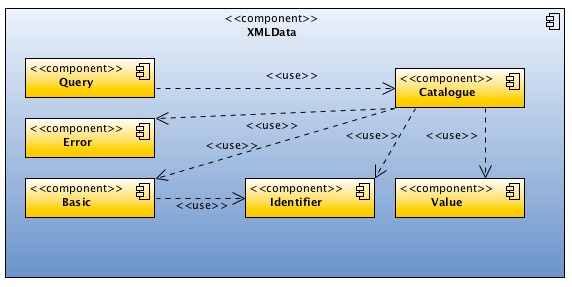 <<component>>
XMLData
<<component>>
Query
<<use>>
<<component>>
Catalogue
<<component>>
Error
<<use>>
<<use>>
<<use>>
<<use>>
<<component>>
Basic
<<use>>
<<component>>
Identifier
<<component>>
Value